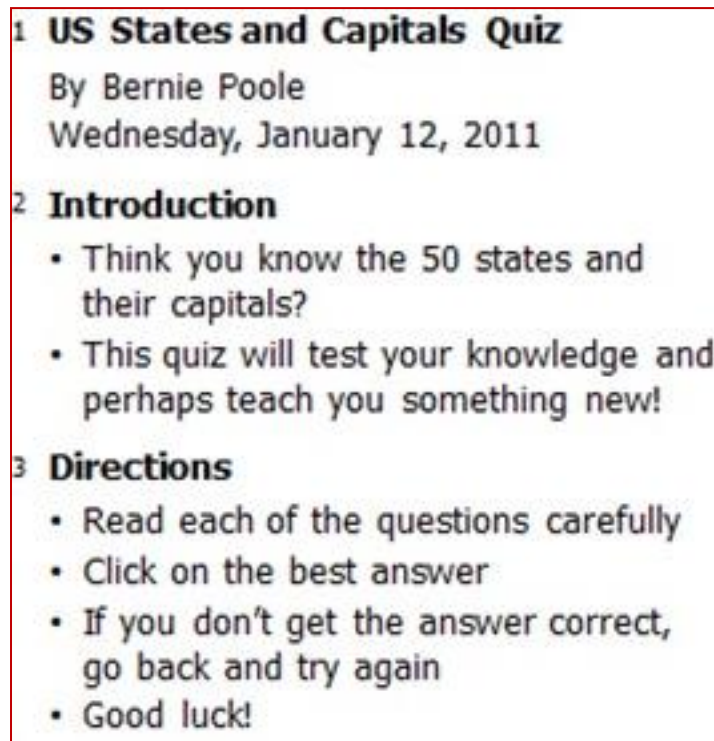 1 US States and Capitals Quiz
By Bernie Poole
Wednesday, January 12, 2011
2 Introduction
• Think you know the 50 states and
their capitals?
• This quiz will test your knowledge and
perhaps teach you something new!
3 Directions
• Read each of the questions carefully
• Click on the best answer
• If you don’t get the answer correct,
go back and try again
• Good luck!